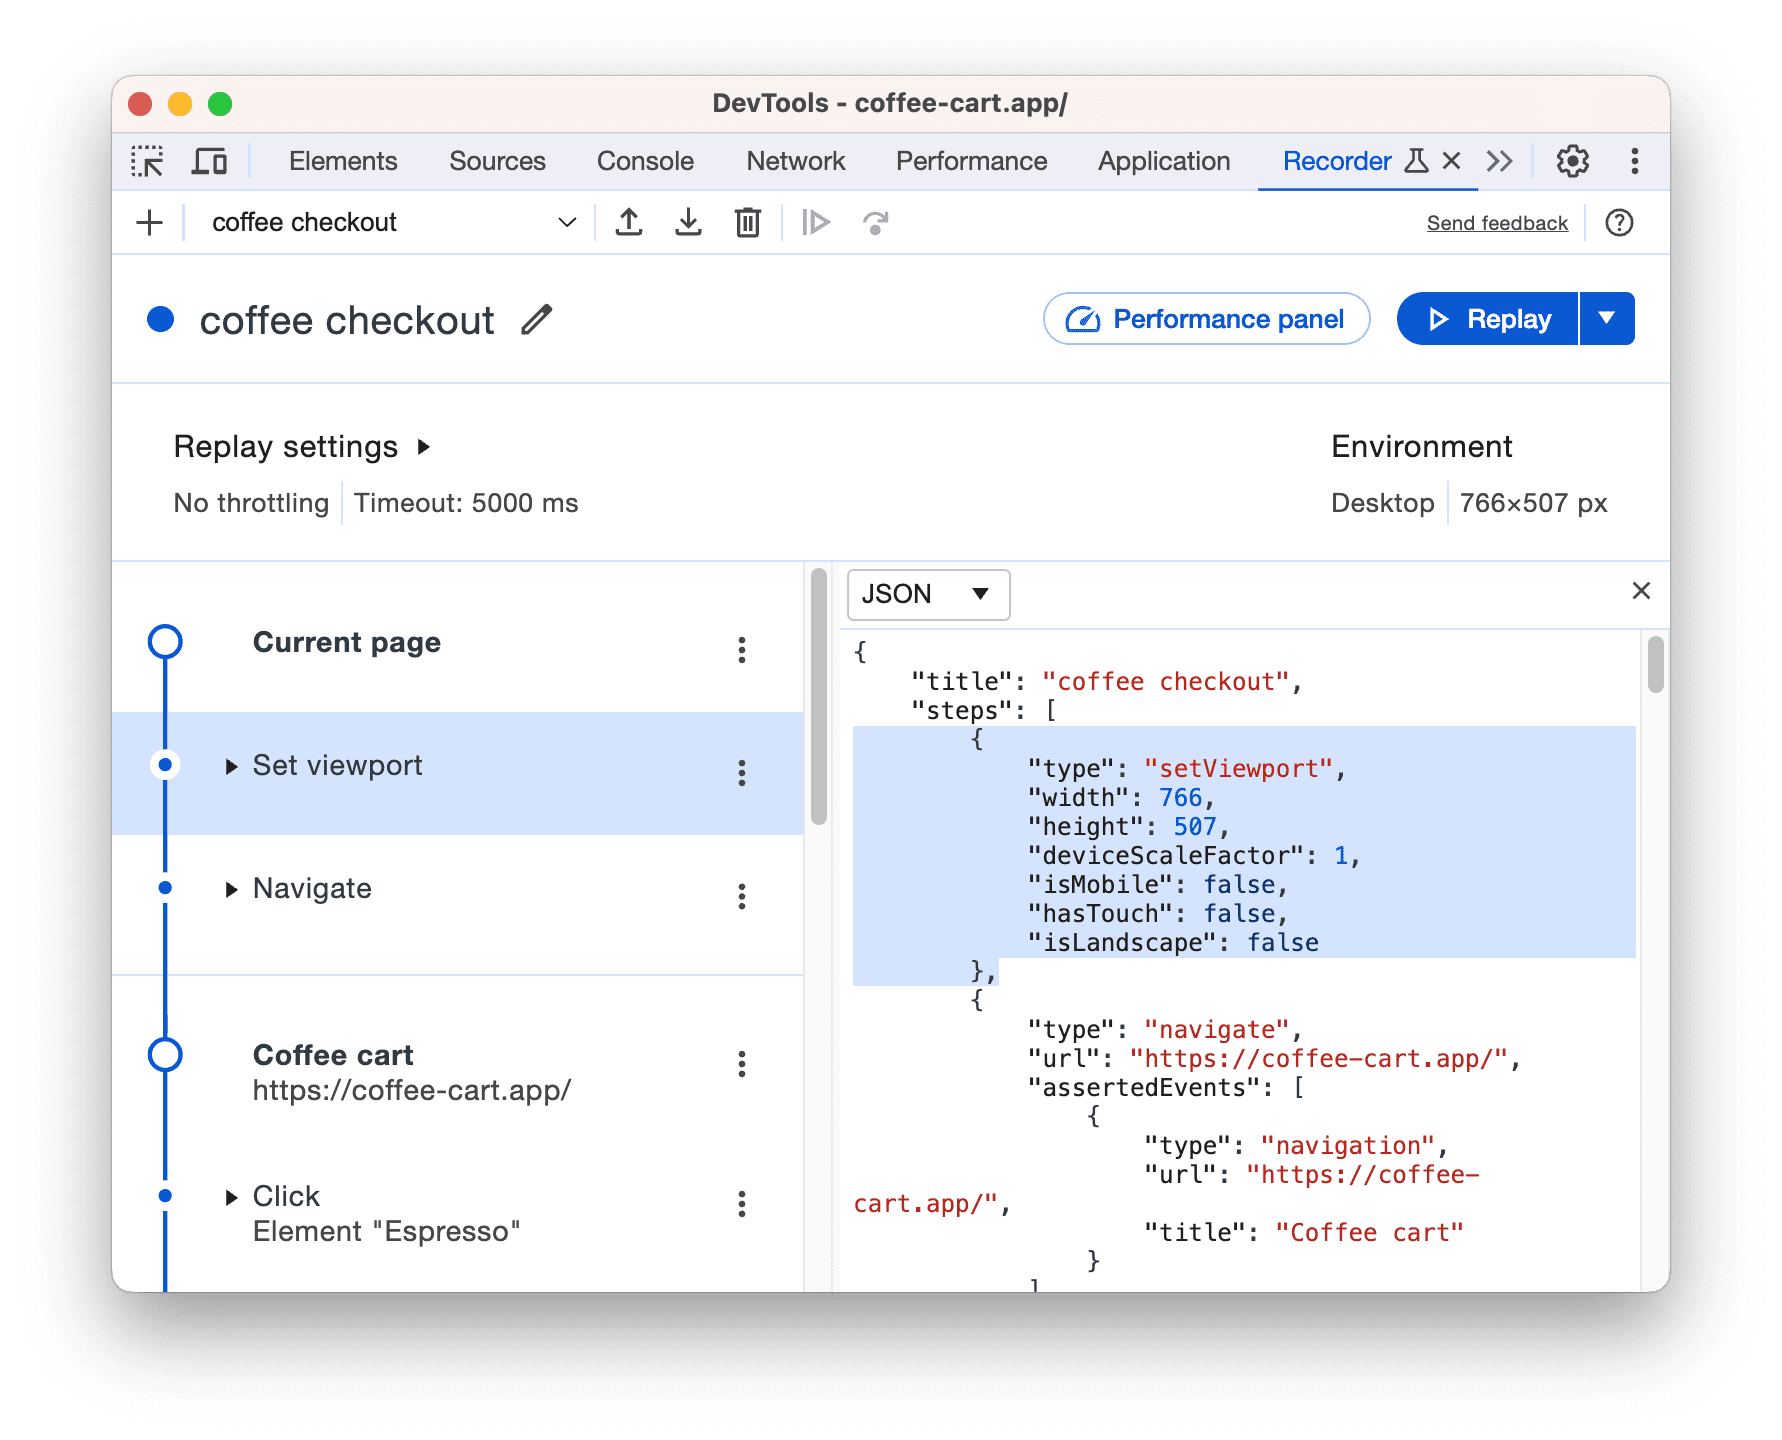 DevTools - coffee-cart.app/
Elements Sources Console Network Performance Application Recorder
coffee checkout Send feedback
coffee checkout Performance panel Replay
Replay settings Environment
No throttling Timeout: 5000 ms Desktop 766×507 px
Current page
Set viewport
Navigate
Coffee cart
https://coffee-cart.app/
Click
Element "Espresso"
JSON
{
"title": "coffee checkout",
"steps": [
{
"type": "setViewport",
"width": 766,
"height": 507,
"deviceScaleFactor": 1,
"isMobile": false,
"hasTouch": false,
"isLandscape": false
},
{
"type": "navigate",
"url": "https://coffee-cart.app/",
"assertedEvents": [
{
"type": "navigation",
"url": "https://coffee-
cart.app/",
"title": "Coffee cart"
}
]